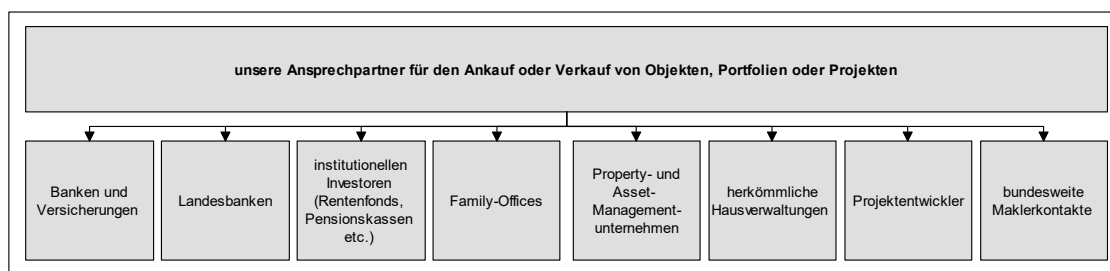 unsere Ansprechpartner für den Ankauf oder Verkauf von Objekten, Portfolien oder Projekten
Banken und
Versicherungen
Landesbanken
institutionellen
Investoren
(Rentenfonds,
Pensionskassen
etc.)
Family-Offices
Property- und
Asset-
Management-
unternehmen
herkömmliche
Hausverwaltungen
Projektentwickler
bundesweite
Maklerkontakte